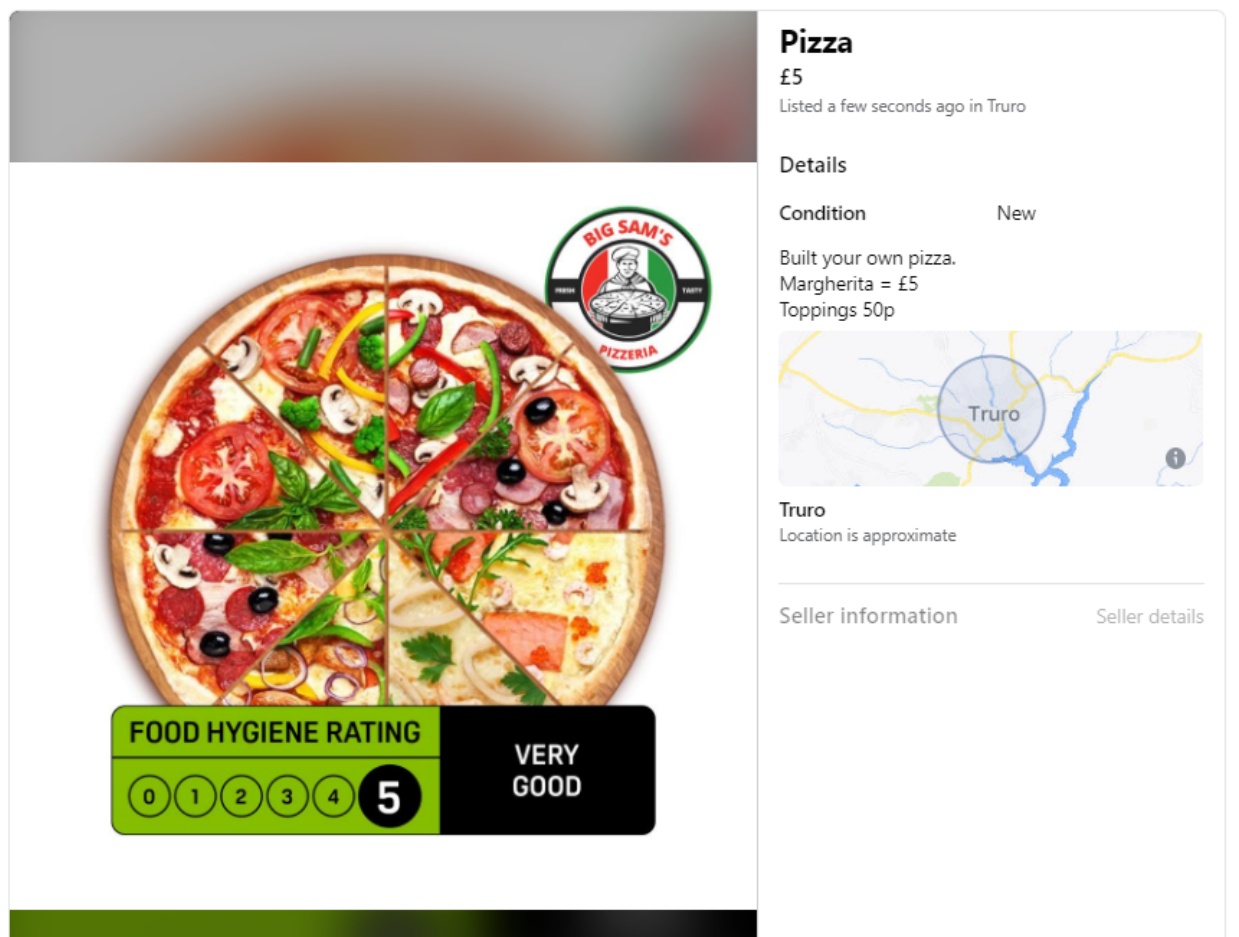 BIG SAM'S
FRESH
TASTY
PIZZERIA
FOOD HYGIENE RATING
0 1 2 3 4 5
VERY
GOOD
Pizza
£5
Listed a few seconds ago in Truro
Details
Condition New
Built your own pizza.
Margherita = £5
Toppings 50p
Truro
Truro
Location is approximate
Seller information Seller details